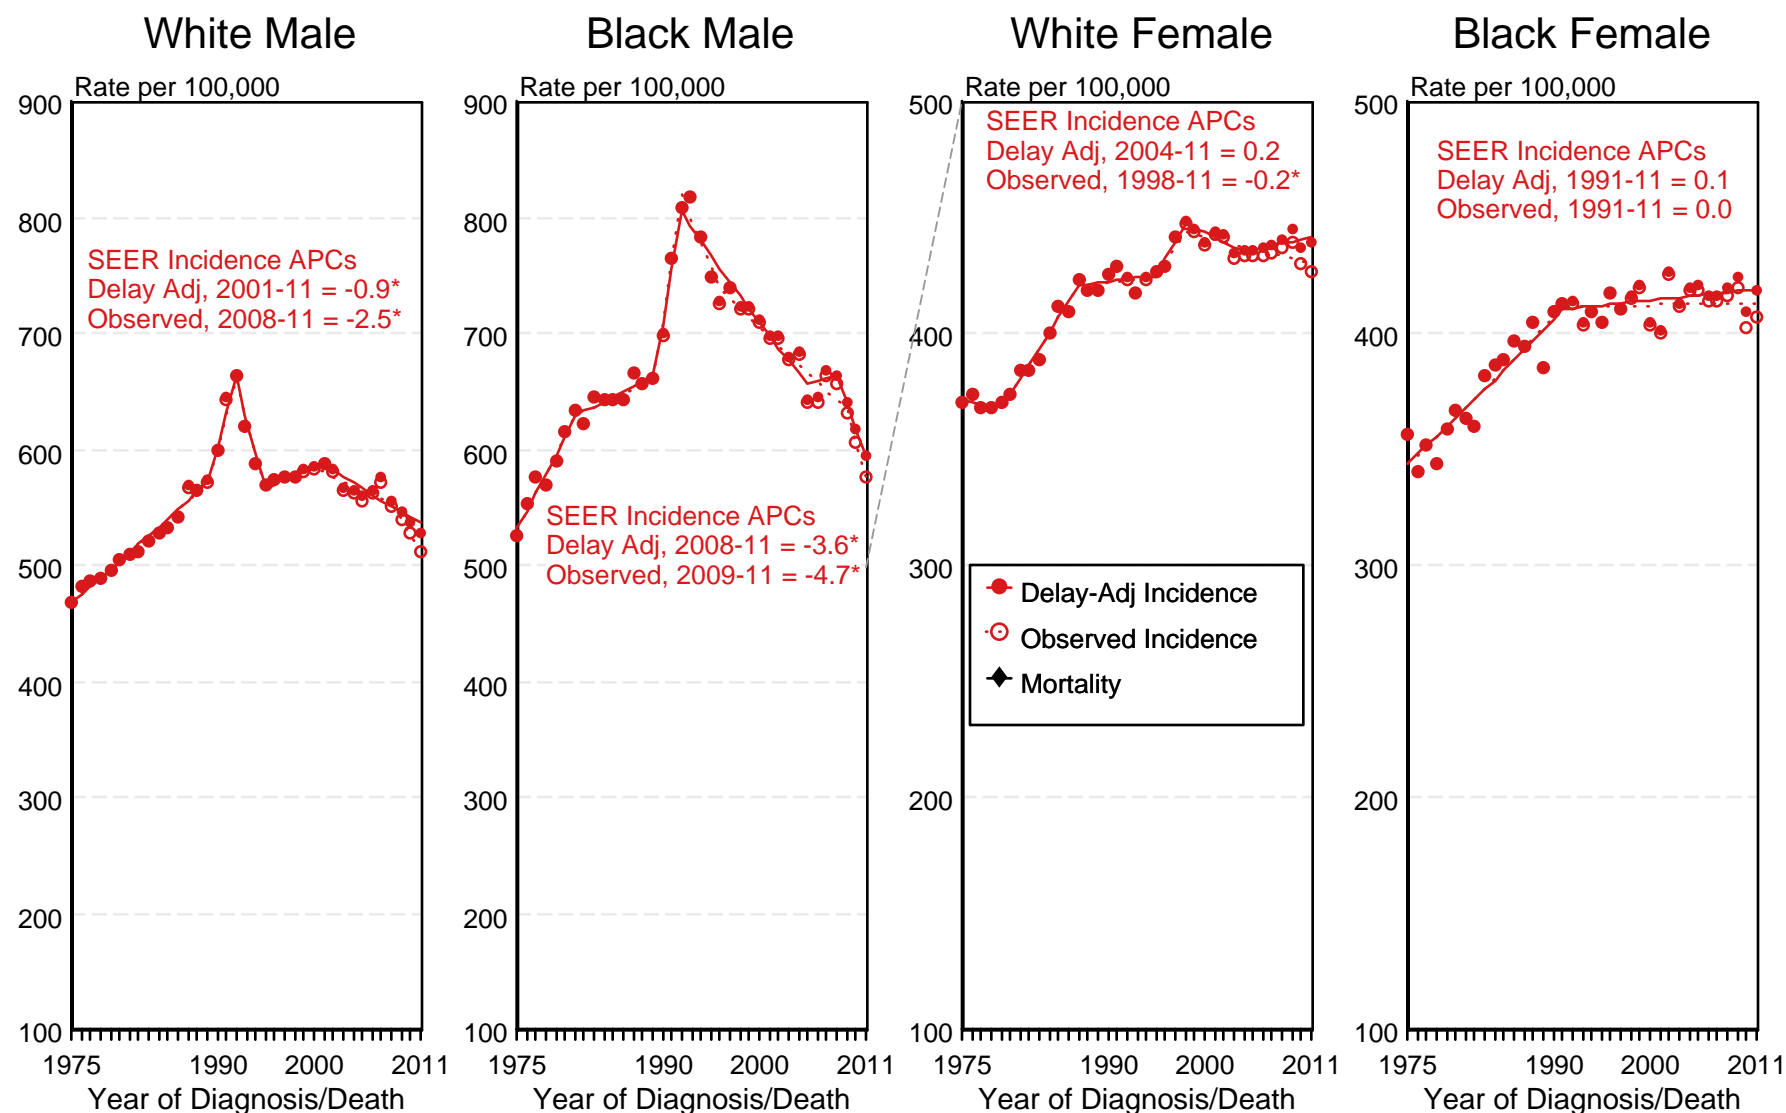 White Male
Rate per 100,000
900
800
700
600
500
400
300
200
100
SEER Incidence APCs
Delay Adj, 2001-11 = -0.9*
Observed, 2008-11 = -2.5*
1975
1990
2000
2011
Year of Diagnosis/Death
Black Male
Rate per 100,000
900
800
700
600
500
400
300
200
100
SEER Incidence APCs
Delay Adj, 2008-11 = -3.6*
Observed, 2009-11 = -4.7*
1975
1990
2000
2011
Year of Diagnosis/Death
White Female
Rate per 100,000
500
400
300
200
100
SEER Incidence APCs
Delay Adj, 2004-11 = 0.2
Observed, 1998-11 = -0.2*
Delay-Adj Incidence
Observed Incidence
Mortality
1975
1990
2000
2011
Year of Diagnosis/Death
Black Female
Rate per 100,000
500
400
300
200
100
SEER Incidence APCs
Delay Adj, 1991-11 = 0.1
Observed, 1991-11 = 0.0
1975
1990
2000
2011
Year of Diagnosis/Death